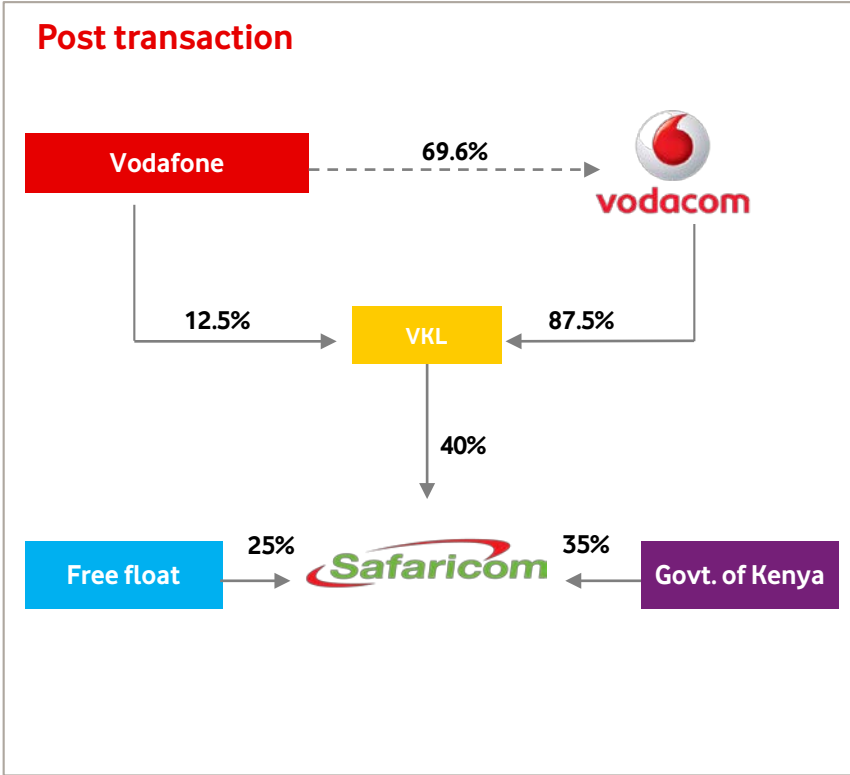 Post transaction
Vodafone
69.6%
vodacom
12.5%
VKL
87.5%
40%
Free float
25%
Safaricom
35%
Govt. of Kenya